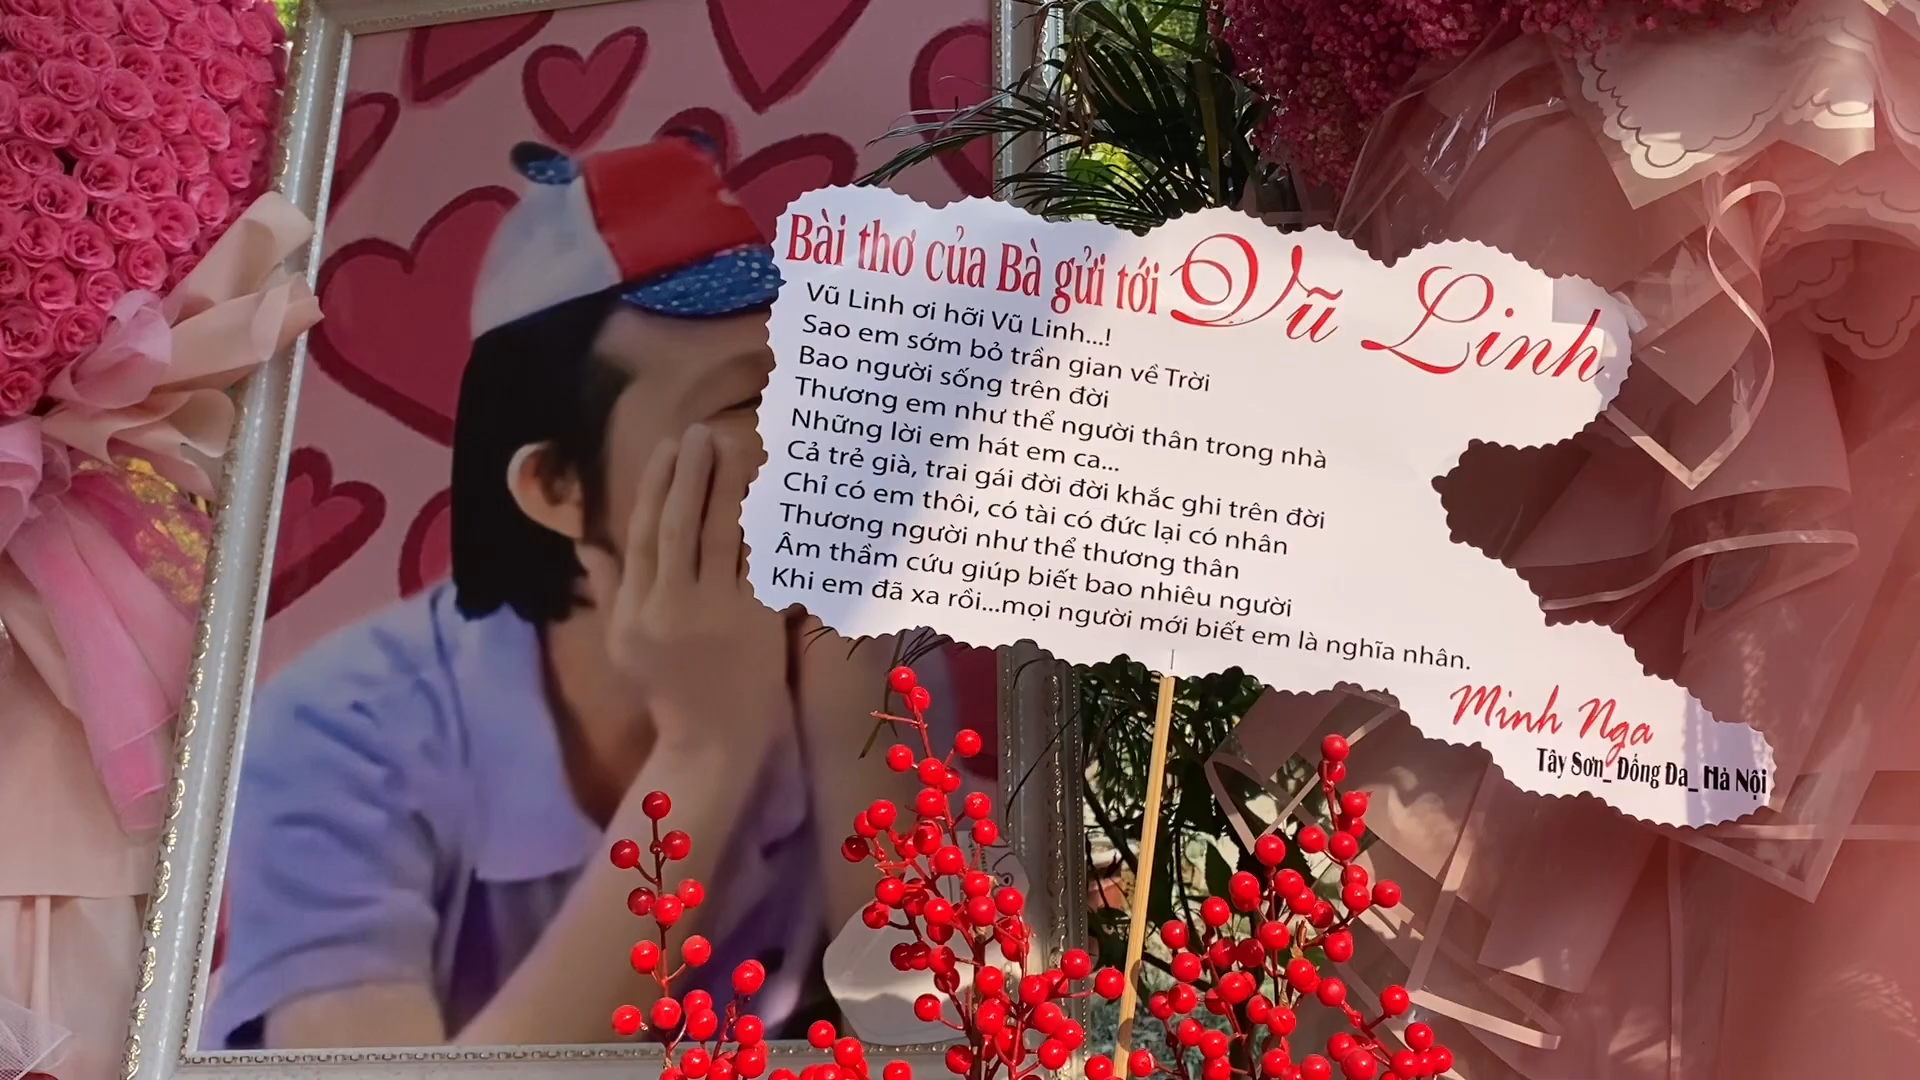 Bài thơ của Bà gửi tới Vũ Linh
Vũ Linh ơi hỡi Vũ Linh...!
Sao em sớm bỏ trần gian về Trời
Bao người sống trên đời
Thương em như thể người thân trong nhà
Những lời em hát em ca...
Cả trẻ già, trai gái đời đời khắc ghi trên đời
Chỉ có em thôi, có tài có đức lại có nhân
Thương người như thể thương thân
Âm thầm cứu giúp biết bao nhiêu người
Khi em đã xa rồi...mọi người mới biết em là nghĩa nhân.
Minh Nga
Tây Sơn_ Đống Đa_ Hà Nội